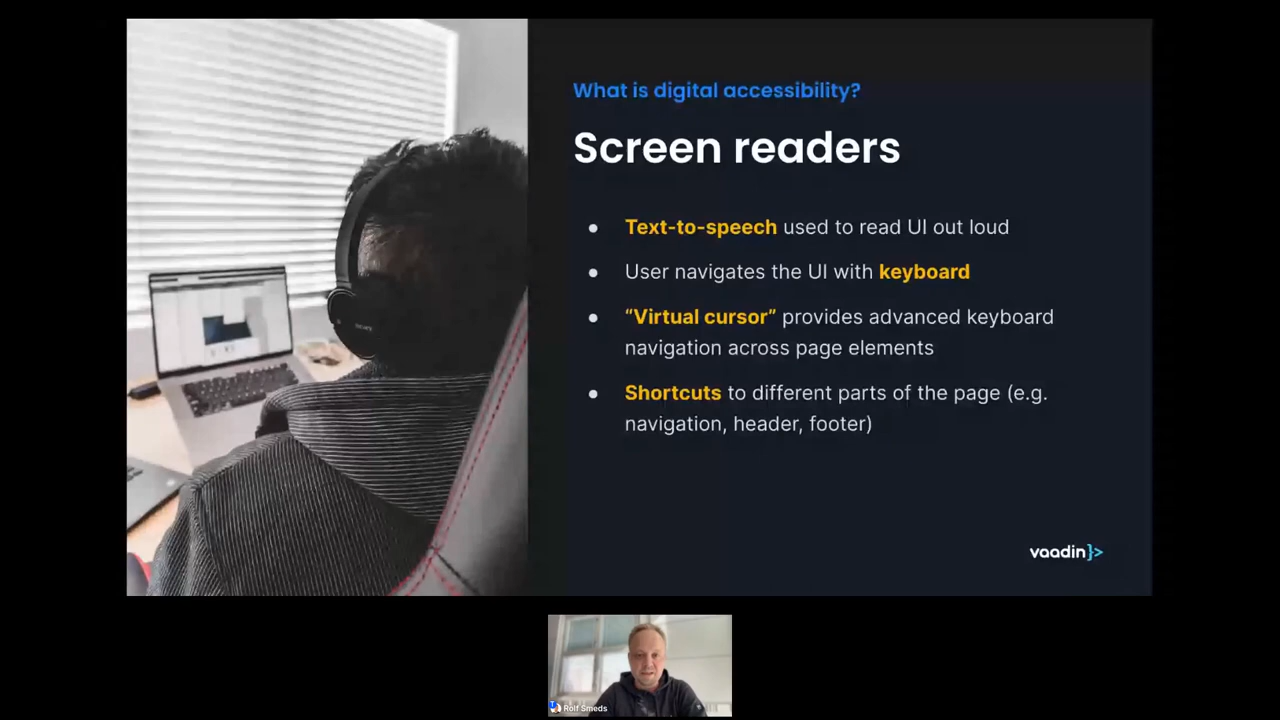 What is digital accessibility?
Screen readers
● Text-to-speech used to read UI out loud
● User navigates the UI with keyboard
● “Virtual cursor” provides advanced keyboard
navigation across page elements
● Shortcuts to different parts of the page (e.g.
navigation, header, footer)
vaadin}>
Rolf Smeds